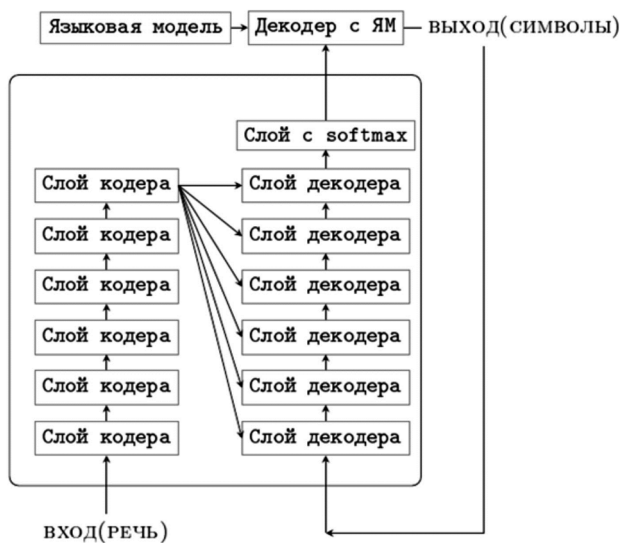 Языковая модель
Декодер с ЯМ
ВЫХОД(СИМВОЛЫ)
Слой с softmax
Слой кодера
Слой декодера
Слой кодера
Слой декодера
Слой кодера
Слой декодера
Слой кодера
Слой декодера
Слой кодера
Слой декодера
Слой кодера
Слой декодера
ВХОД(РЕЧЬ)